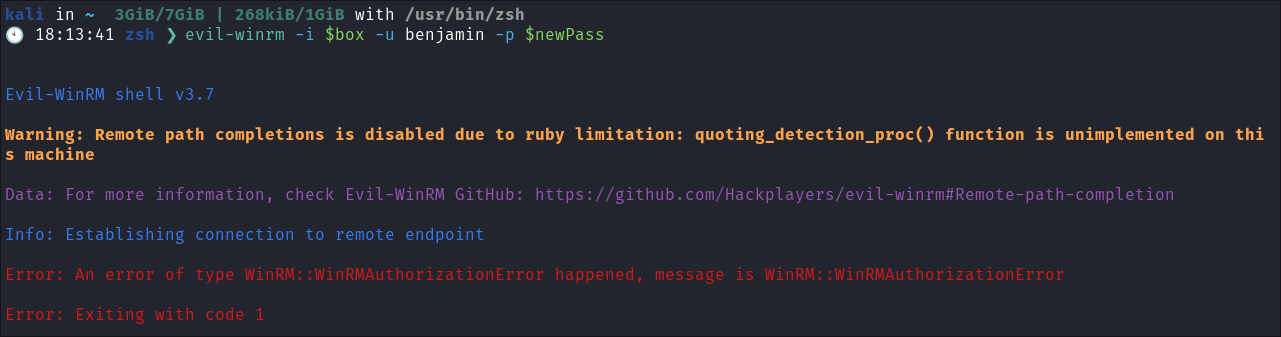 kali in ~  3GiB/7GiB | 268kiB/1GiB with /usr/bin/zsh
🕙 18:13:41 zsh ❯ evil-winrm -i $box -u benjamin -p $newPass
Evil-WinRM shell v3.7
Warning: Remote path completions is disabled due to ruby limitation: quoting_detection_proc() function is unimplemented on thi
s machine
Data: For more information, check Evil-WinRM GitHub: https://github.com/Hackplayers/evil-winrm#Remote-path-completion
Info: Establishing connection to remote endpoint
Error: An error of type WinRM::WinRMAuthorizationError happened, message is WinRM::WinRMAuthorizationError
Error: Exiting with code 1